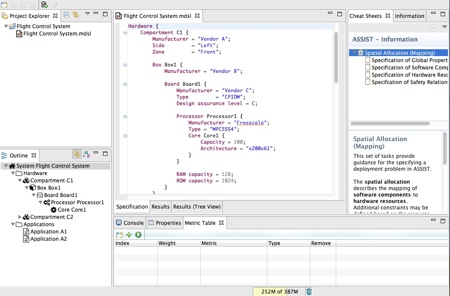 Project Explorer
Flight Control System
Flight Control System.mdsl
Outline
System Flight Control System
Hardware
Compartment C1
Box Box1
Board Board1
Processor Processor1
Core Core1
Compartment C2
Applications
Application A1
Application A2
Flight Control System.mdsl
Hardware {
Compartment C1 {
Manufacturer = "Vendor A";
Side = "Left";
Zone = "Front";
Box Box1 {
Manufacturer = "Vendor B";
Board Board1 {
Manufacturer = "Vendor C";
Type = "CPIOM";
Design assurance level = C;
Processor Processor1 {
Manufacturer = "Freescale";
Type = "MPC5554";
Core Core1 {
Capacity = 100;
Architecture = "e200z6";
}
}
RAM capacity = 128;
ROM capacity = 1024;
}
Specification Results Results (Tree View)
Console Properties Metric Table
Index Weight Metric Type Remove
Cheat Sheets Information
ASSIST - information
Spatial Allocation (Mapping)
Specification of Global Propert
Specification of Software Comp
Specification of Hardware Reso
Specification of Safety Relation
Spatial Allocation
(Mapping)
This set of tasks provide
guidance for the specifying a
deployment problem in ASSIST.
The spatial allocation
describes the mapping of
software components to
hardware resources.
Additional constraints may be
252M of 387M